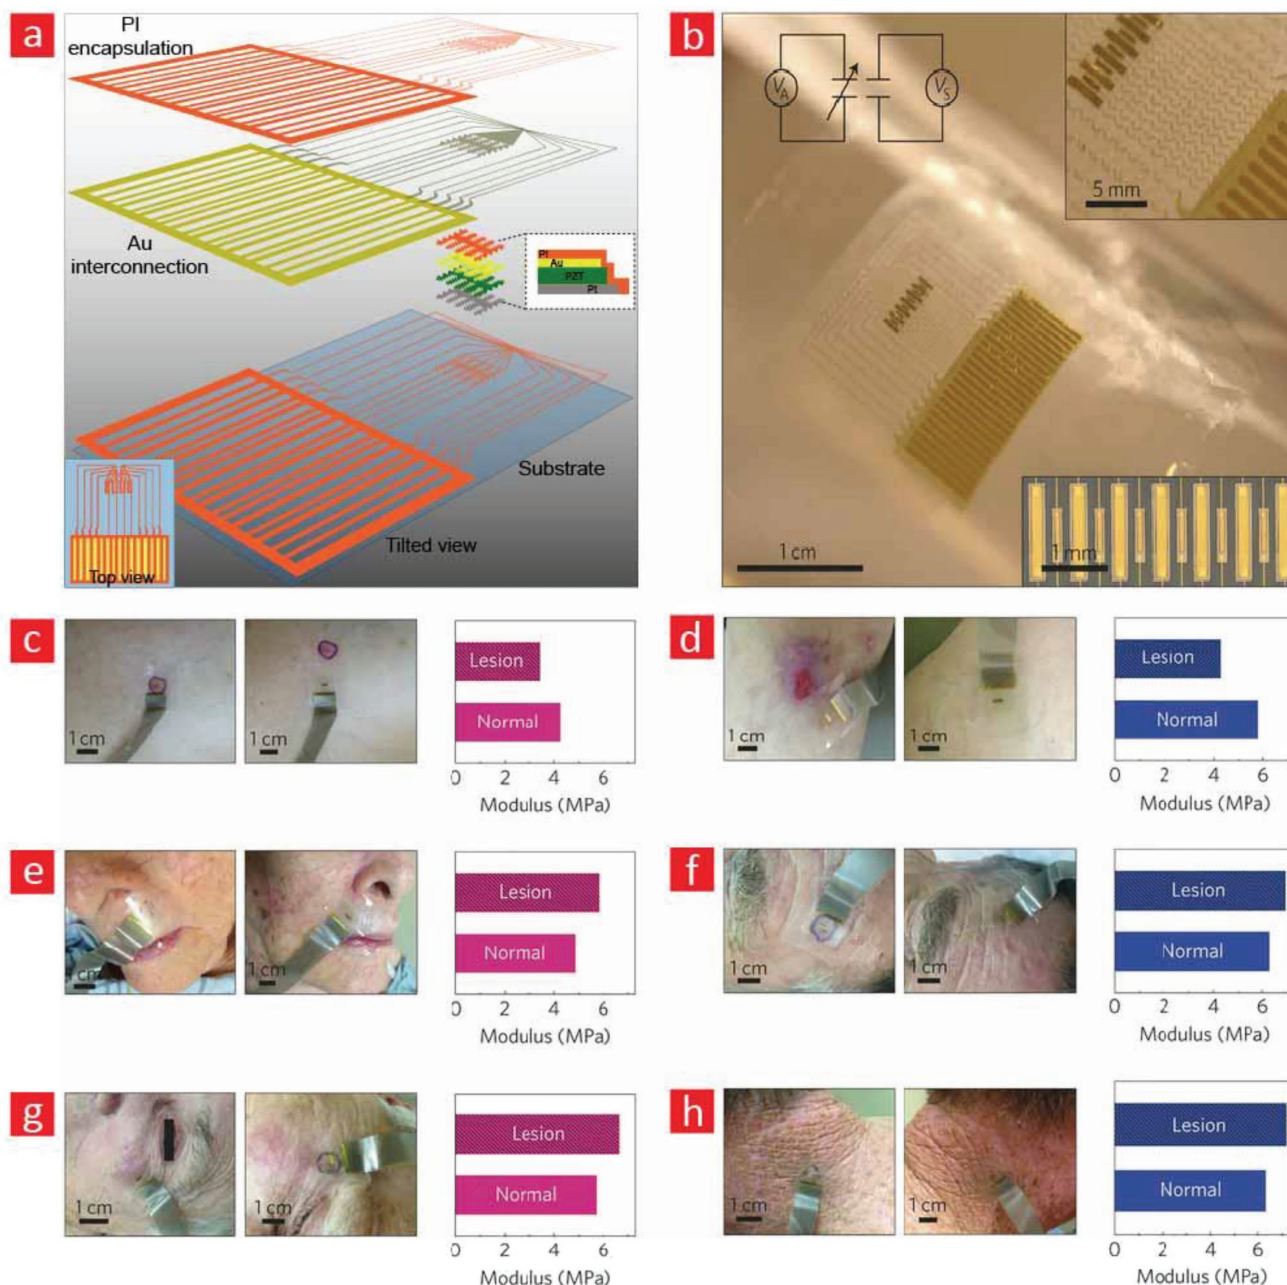 a
PI
encapsulation
Au
interconnection
PI
Au
PZT
Pt
Substrate
Tilted view
Top view
b
V_A
V_S
5 mm
1 cm
1 mm
c
1 cm
1 cm
Lesion
Normal
0 2 4 6
Modulus (MPa)
d
1 cm
1 cm
Lesion
Normal
0 2 4 6
Modulus (MPa)
e
cm
1 cm
Lesion
Normal
0 2 4 6
Modulus (MPa)
f
1 cm
1 cm
Lesion
Normal
0 2 4 6
Modulus (MPa)
g
1 cm
1 cm
Lesion
Normal
0 2 4 6
Modulus (MPa)
h
1 cm
1 cm
Lesion
Normal
0 2 4 6
Modulus (MPa)